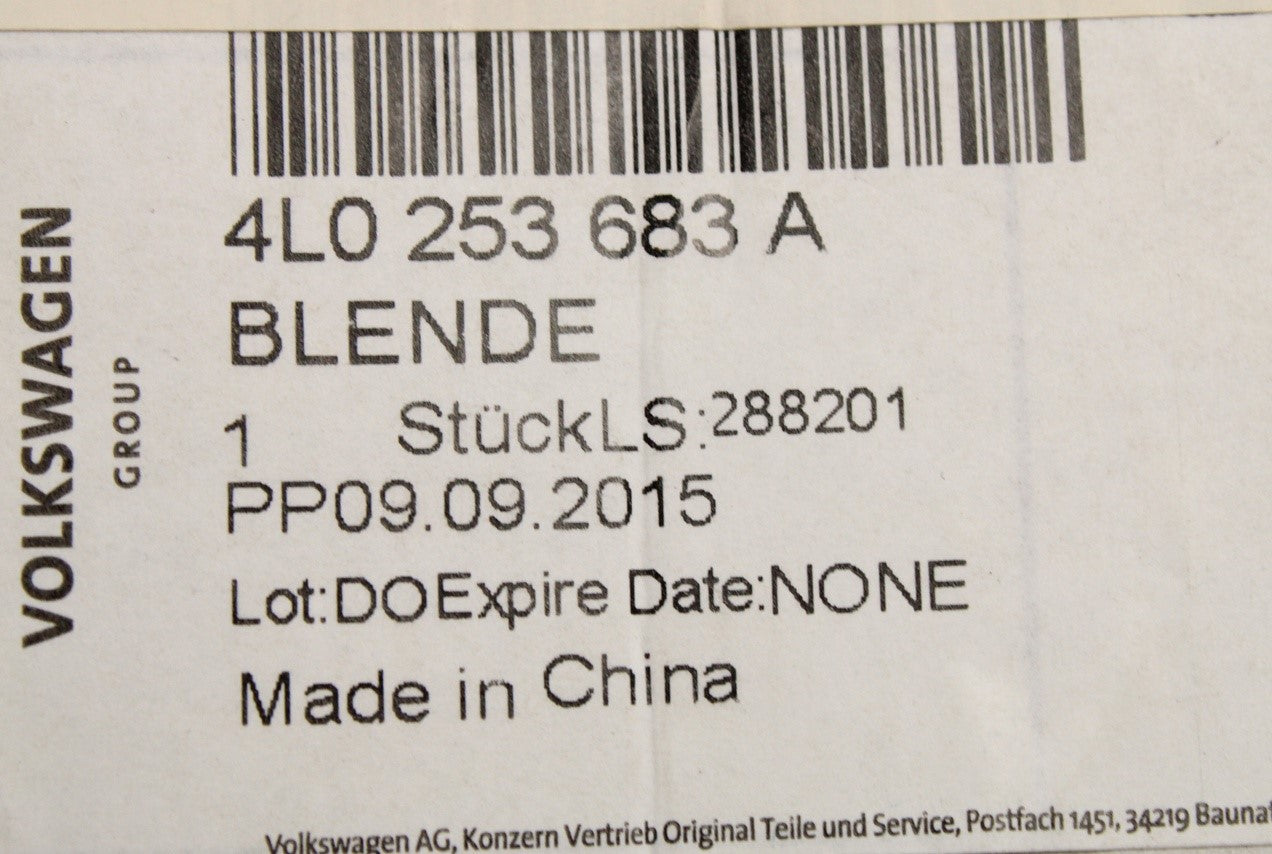 VOLKSWAGEN
GROUP
4L0 253 683 A
BLENDE
1 StückLS:288201
PP09.09.2015
Lot:DOExpire Date:NONE
Made in China
Volkswagen AG, Konzern Vertrieb Original Teile und Service, Postfach 1451, 34219